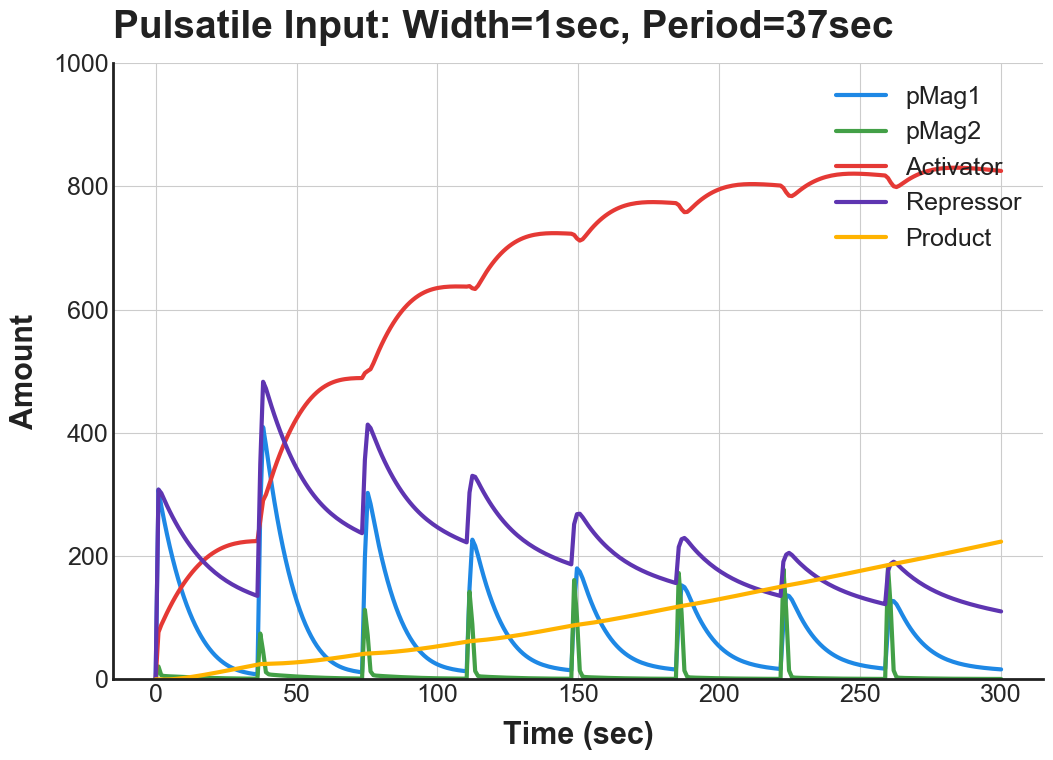 Pulsatile Input: Width=1sec, Period=37sec
1000
800
600
400
200
0
Amount
pMag1
pMag2
Activator
Repressor
Product
0 50 100 150 200 250 300
Time (sec)